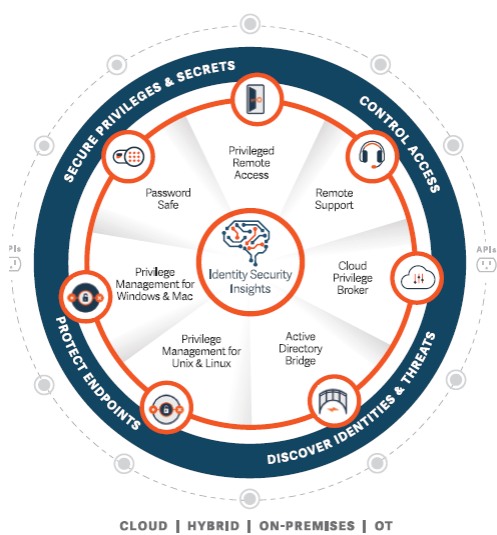 SECURE PRIVILEGES & SECRETS
CONTROL ACCESS
Privileged
Remote
Access
Password
Safe
Remote
Support
APIs
APIs
Identity Security
Insights
Privilege
Management for
Windows & Mac
Cloud
Privilege
Broker
Privilege
Management for
Unix & Linux
Active
Directory
Bridge
PROTECT ENDPOINTS
DISCOVER IDENTITIES & THREATS
CLOUD | HYBRID | ON-PREMISES | OT